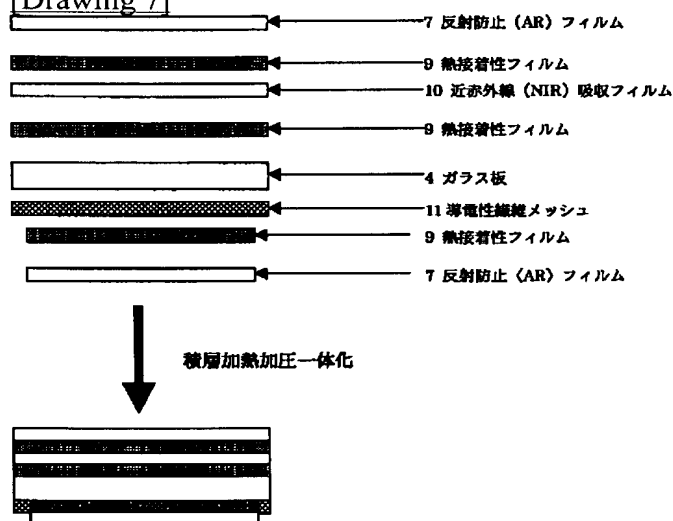 [Drawing 7]
7 反射防止（AR）フィルム
9 熱接着性フィルム
10 近赤外線（NIR）吸収フィルム
9 熱接着性フィルム
4 ガラス板
11 導電性繊維メッシュ
9 熱接着性フィルム
7 反射防止（AR）フィルム
積層加熱加圧一体化